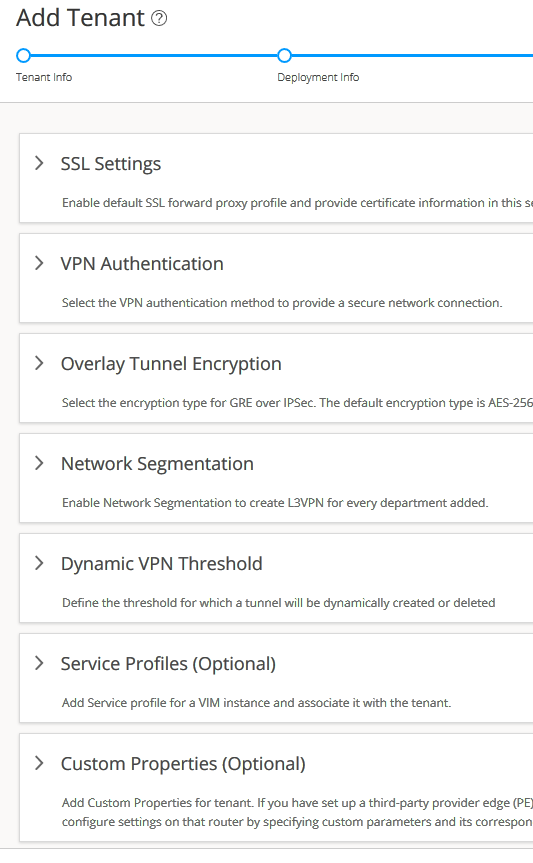 Add Tenant ?
Tenant Info
Deployment Info
SSL Settings
Enable default SSL forward proxy profile and provide certificate information in this
VPN Authentication
Select the VPN authentication method to provide a secure network connection.
Overlay Tunnel Encryption
Select the encryption type for GRE over IPSec. The default encryption type is AES-256
Network Segmentation
Enable Network Segmentation to create L3VPN for every department added.
Dynamic VPN Threshold
Define the threshold for which a tunnel will be dynamically created or deleted
Service Profiles (Optional)
Add Service profile for a VIM instance and associate it with the tenant.
Custom Properties (Optional)
Add Custom Properties for tenant. If you have set up a third-party provider edge (PE)
configure settings on that router by specifying custom parameters and its